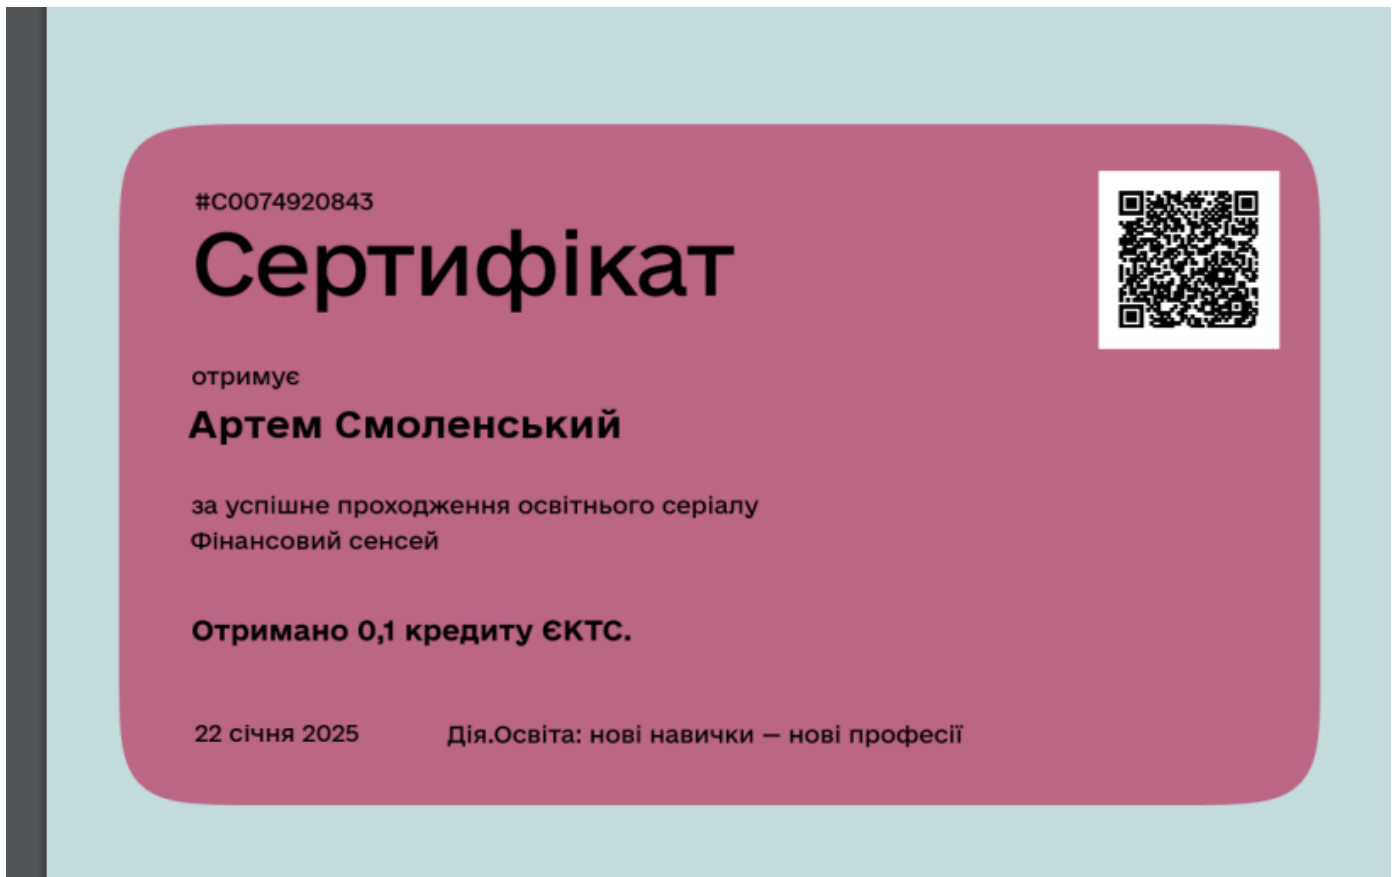 #C0074920843
Сертифікат
отримує
Артем Смоленський
за успішне проходження освітнього серіалу
Фінансовий сенсей
Отримано 0,1 кредиту ЄКТС.
22 січня 2025 Дія.Освіта: нові навички — нові професії